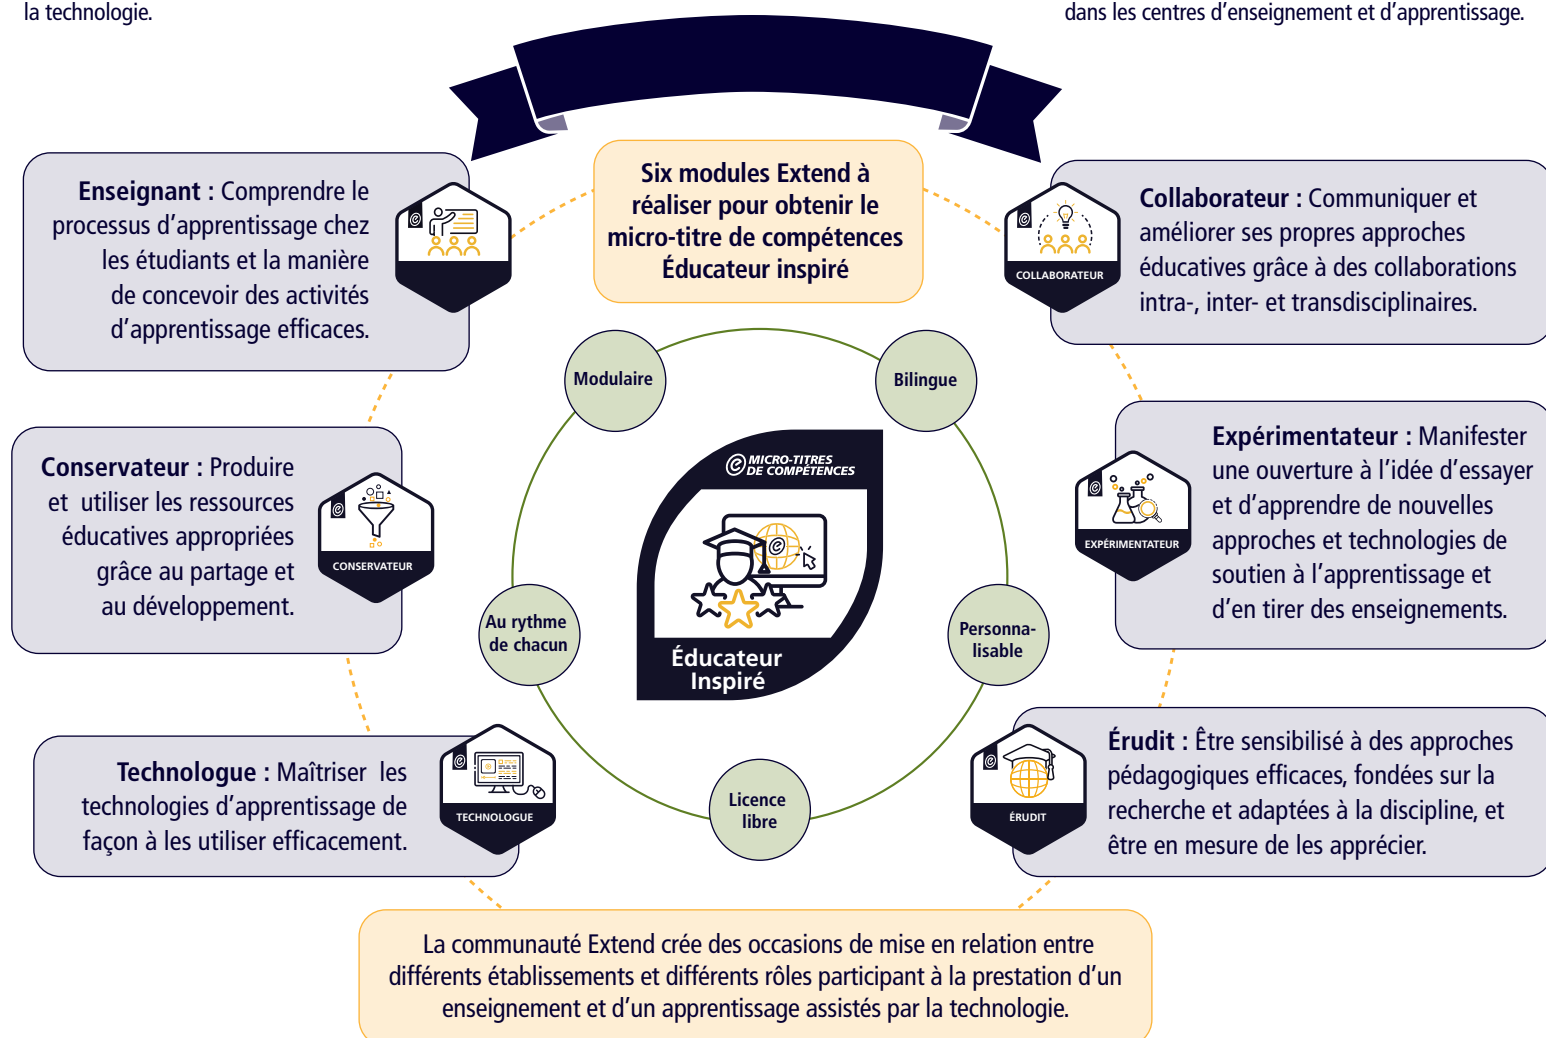 la technologie.
dans les centres d’enseignement et d’apprentissage.
Six modules Extend à
réaliser pour obtenir le
micro-titre de compétences
Éducateur inspiré
Enseignant : Comprendre le
processus d’apprentissage chez
les étudiants et la manière
de concevoir des activités
d’apprentissage efficaces.
Collaborateur : Communiquer et
améliorer ses propres approches
éducatives grâce à des collaborations
intra-, inter- et transdisciplinaires.
COLLABORATEUR
Modulaire
Bilingue
Conservateur : Produire
et utiliser les ressources
éducatives appropriées
grâce au partage et
au développement.
CONSERVATEUR
Expérimentateur : Manifester
une ouverture à l’idée d’essayer
et d’apprendre de nouvelles
approches et technologies de
soutien à l’apprentissage et
d’en tirer des enseignements.
EXPÉRIMENTATEUR
e MICRO-TITRES
DE COMPÉTENCES
Éducateur
Inspiré
Au rythme
de chacun
Personna-
lisable
Technologue : Maîtriser les
technologies d’apprentissage de
façon à les utiliser efficacement.
TECHNOLOGUE
Licence
libre
Érudit : Être sensibilisé à des approches
pédagogiques efficaces, fondées sur la
recherche et adaptées à la discipline, et
être en mesure de les apprécier.
ÉRUDIT
La communauté Extend crée des occasions de mise en relation entre
différents établissements et différents rôles participant à la prestation d’un
enseignement et d’un apprentissage assistés par la technologie.